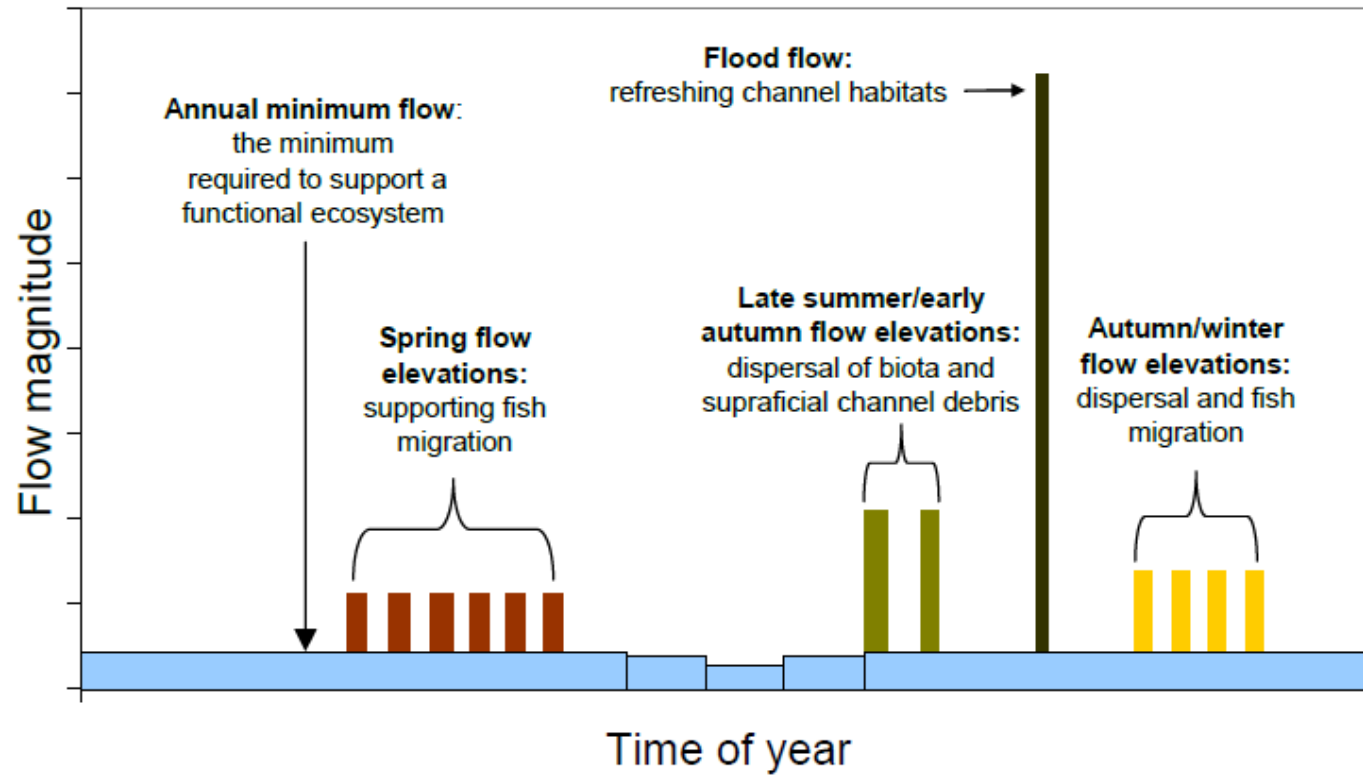 Flood flow:
refreshing channel habitats
Annual minimum flow:
the minimum
required to support a
functional ecosystem
Flow magnitude
Late summer/early
autumn flow elevations:
dispersal of biota and
supraficial channel debris
Spring flow
elevations:
supporting fish
migration
Autumn/winter
flow elevations:
dispersal and fish
migration
Time of year